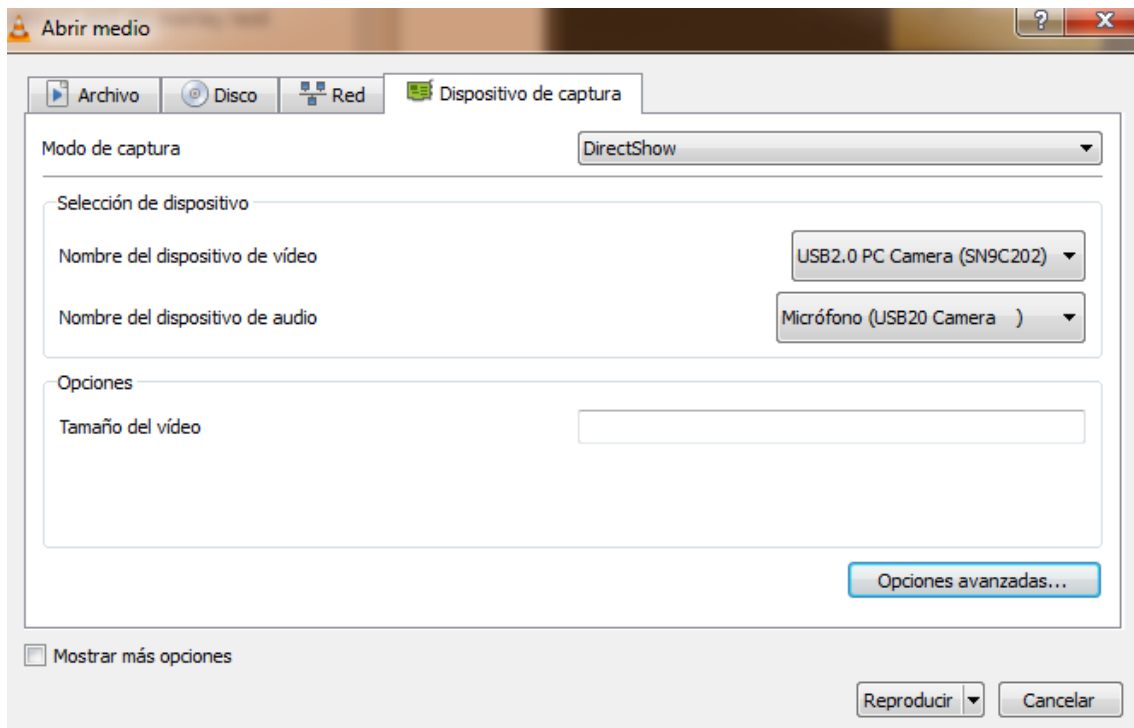 Abrir medio
Archivo Disco Red Dispositivo de captura
Modo de captura DirectShow
Selección de dispositivo
Nombre del dispositivo de vídeo USB2.0 PC Camera (SN9C202)
Nombre del dispositivo de audio Micrófono (USB20 Camera )
Opciones
Tamaño del vídeo
Opciones avanzadas...
Mostrar más opciones
Reproducir Cancelar